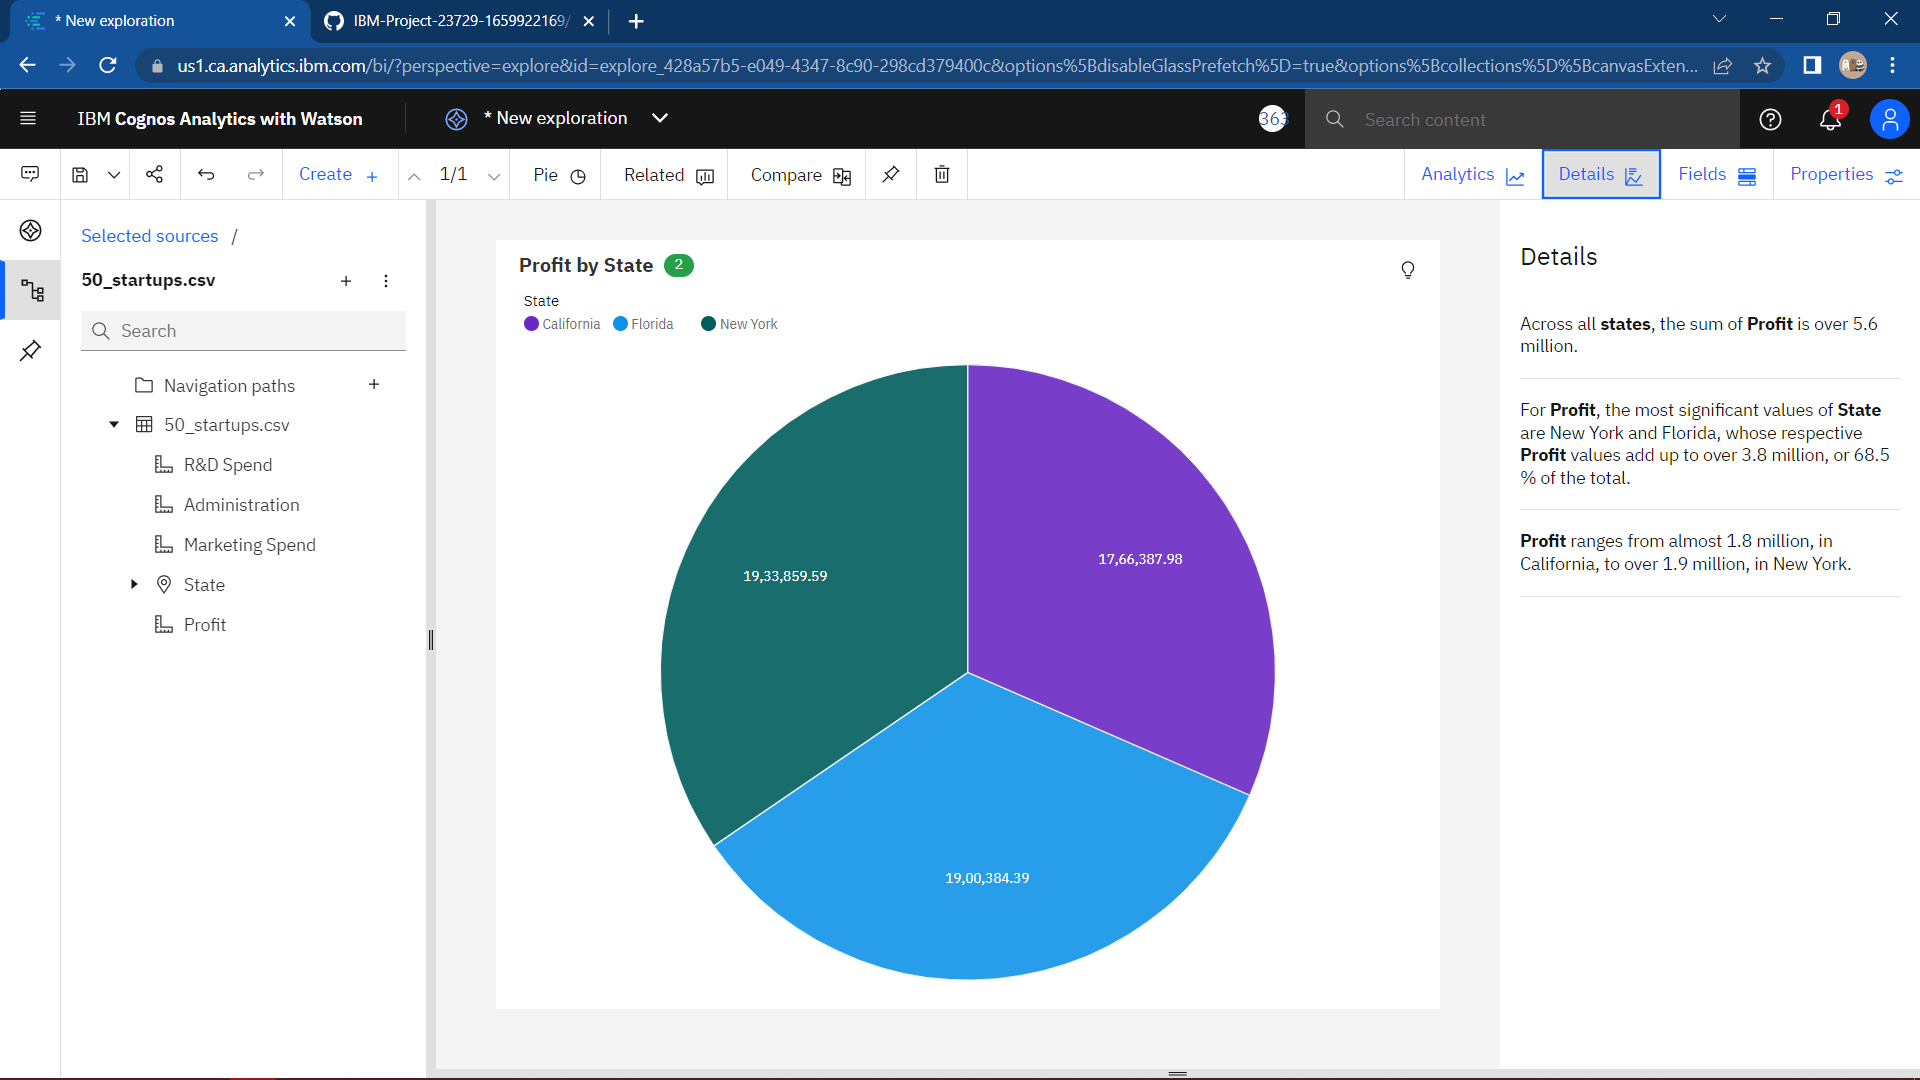 * New exploration
IBM-Project-23729-1659922169/
us1.ca.analytics.ibm.com/bi/?perspective=explore&id=explore_428a57b5-e049-4347-8c90-298cd379400c&options%5BdisableGlassPrefetch%5D=true&options%5Bcollections%5D%5BcanvasExten...
IBM Cognos Analytics with Watson
* New exploration
363
Search content
1
Create
1/1
Pie
Related
Compare
Analytics
Details
Fields
Properties
Selected sources /
50_startups.csv
Search
Navigation paths
50_startups.csv
R&D Spend
Administration
Marketing Spend
State
Profit
Profit by State 2
State
California Florida New York
17,66,387.98
19,33,859.59
19,00,384.39
Details
Across all states, the sum of Profit is over 5.6
million.
For Profit, the most significant values of State
are New York and Florida, whose respective
Profit values add up to over 3.8 million, or 68.5
% of the total.
Profit ranges from almost 1.8 million, in
California, to over 1.9 million, in New York.